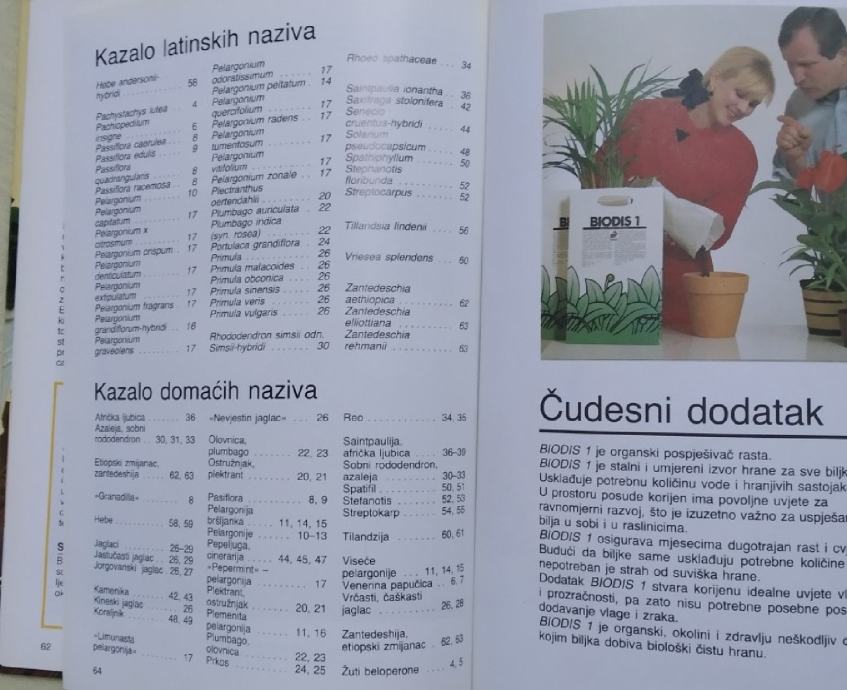 Kazalo latinskih naziva
Hebe andersonii-
hybridi 58
Pachystachys lutea 4
Pachiopedilum
insigne 6
Passiflora caerulea 8
Passiflora edulis 9
Passiflora
quadrangularis 8
Passiflora racemosa 8
Pelargonium 10
Pelargonium
capitatum 17
Pelargonium x
citrosmum 17
Pelargonium crispum 17
Pelargonium
denticulatum 17
Pelargonium
extipulatum 17
Pelargonium fragrans 17
Pelargonium
grandiflorum-hybridi 16
Pelargonium
graveolens 17
Pelargonium
odoratissimum 17
Pelargonium peltatum 14
Pelargonium
quercifolium 17
Pelargonium radens 17
Pelargonium
tumentosum 17
Pelargonium
vitifolium 17
Pelargonium zonale 17
Plectranthus
oertendahlii 20
Plumbago auriculata 22
Plumbago indica
(syn. rosea) 22
Portulaca grandiflora 24
Primula 26
Primula malacoides 26
Primula obconica 26
Primula sinensis 26
Primula veris 26
Primula vulgaris 26
Rhododendron simsii odn.
Simsii-hybridi 30
Rhoeo spathaceae 34
Saintpaulia ionantha 36
Saxifraga stolonifera 42
Senecio
cruentus-hybridi 44
Solanum
pseudocapsicum 48
Spathiphyllum 50
Stephanotis
floribunda 52
Streptocarpus 52
Tillandsia lindenii 56
Vriesea splendens 60
Zantedeschia
aethiopica 62
Zantedeschia
elliottiana 63
Zantedeschia
rehmanii 63
Kazalo domaćih naziva
Afrička ljubica 36
Azaleja, sobni
rododendron 30, 31, 33
Etiopski zmijanac,
zantedeshija 62, 63
»Granadilla« 8
Hebe 58, 59
Jaglaci 26–29
Jastučasti jaglac 26, 29
Jorgovanski jaglac 26, 27
Kamenika 42, 43
Kineski jaglac 26
Koraljnik 48, 49
»Limunasta
pelargonija« 17
»Nevjestin jaglac« 26
Olovnica,
plumbago 22, 23
Ostružnjak,
plektrant 20, 21
Pasiflora 8, 9
Pelargonija
bršljanka 11, 14, 15
Pelargonije 10–13
Pepeljuga,
cinerarija 44, 45, 47
»Pepermint« –
pelargonija 17
Plektrant,
ostružnjak 20, 21
Plemenita
pelargonija 11, 16
Plumbago,
olovnica 22, 23
Prkos 24, 25
Reo 34, 35
Saintpaulija,
afrička ljubica 36–39
Sobni rododendron,
azaleja 30–33
Spatifil 50, 51
Stefanotis 52, 53
Streptokarp 54, 55
Tilandzija 60, 61
Viseće
pelargonije 11, 14, 15
Venerina papučica 6, 7
Vrčasti, čaškasti
jaglac 26, 28
Zantedeshija,
etiopski zmijanac 62, 63
Žuti beloperone 4, 5
62
64
BIODIS 1
Čudesni dodatak
BIODIS 1 je organski pospješivač rasta.
BIODIS 1 je stalni i umjereni izvor hrane za sve biljk
Usklađuje potrebnu količinu vode i hranjivih sastojak
U prostoru posude korijen ima povoljne uvjete za
ravnomjerni razvoj, što je izuzetno važno za uspješan
bilja u sobi i u raslinicima.
BIODIS 1 osigurava mjesecima dugotrajan rast i cv
Budući da biljke same usklađuju potrebne količine
nepotreban je strah od suviška hrane.
Dodatak BIODIS 1 stvara korijenu idealne uvjete vl
i prozračnosti, pa zato nisu potrebne posebne pos
dodavanje vlage i zraka.
BIODIS 1 je organski, okolini i zdravlju neškodljiv
kojim biljka dobiva biološki čistu hranu.